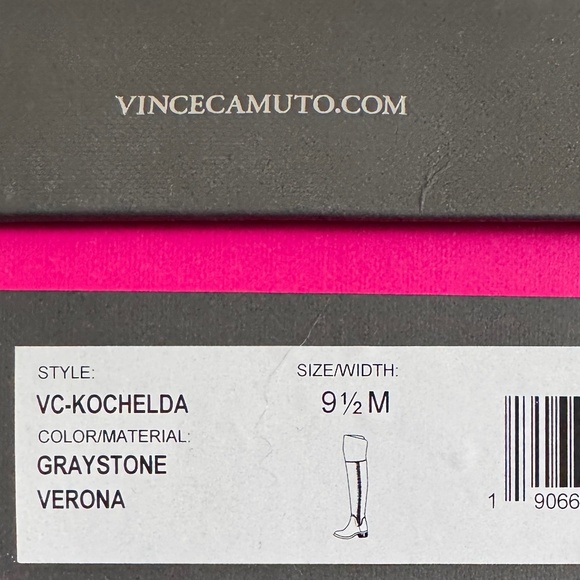 VINCECAMUTO.COM
STYLE:
VC-KOCHELDA
COLOR/MATERIAL:
GRAYSTONE
VERONA
SIZE/WIDTH:
9½ M
1 9066